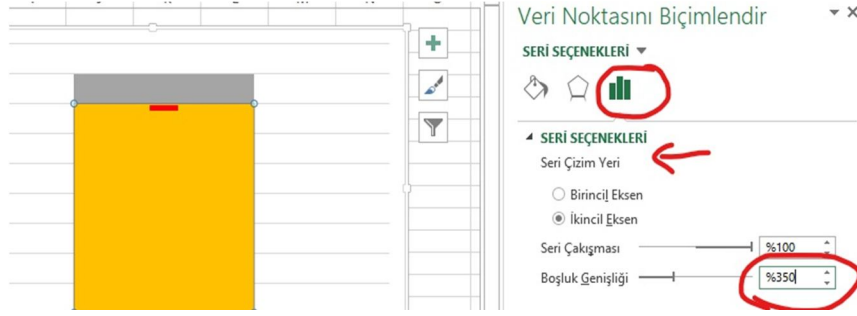 Veri Noktasını Biçimlendir
SERİ SEÇENEKLERİ
SERİ SEÇENEKLERİ
Seri Çizim Yeri
Birincil Eksen
İkincil Eksen
Seri Çakışması %100
Boşluk Genişliği %350